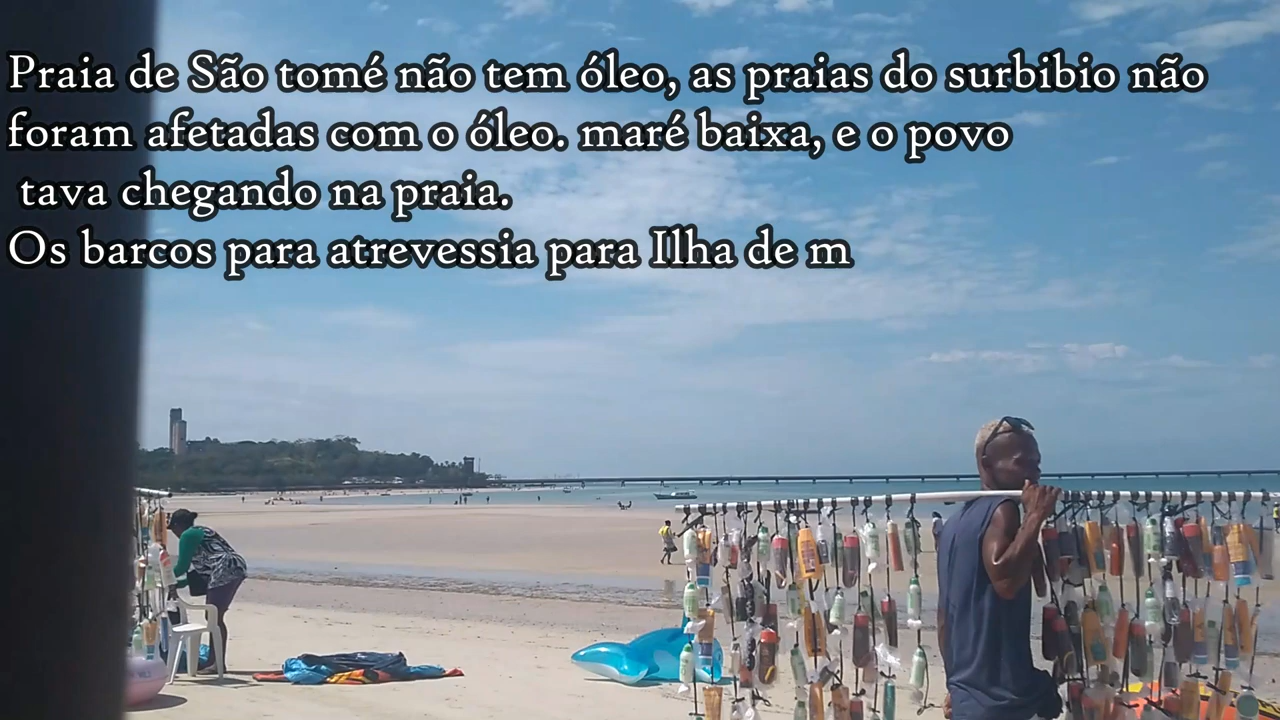 Praia de São tomé não tem óleo, as praias do surbibio não
foram afetadas com o óleo. maré baixa, e o povo
tava chegando na praia.
Os barcos para atrevessia para Ilha de m